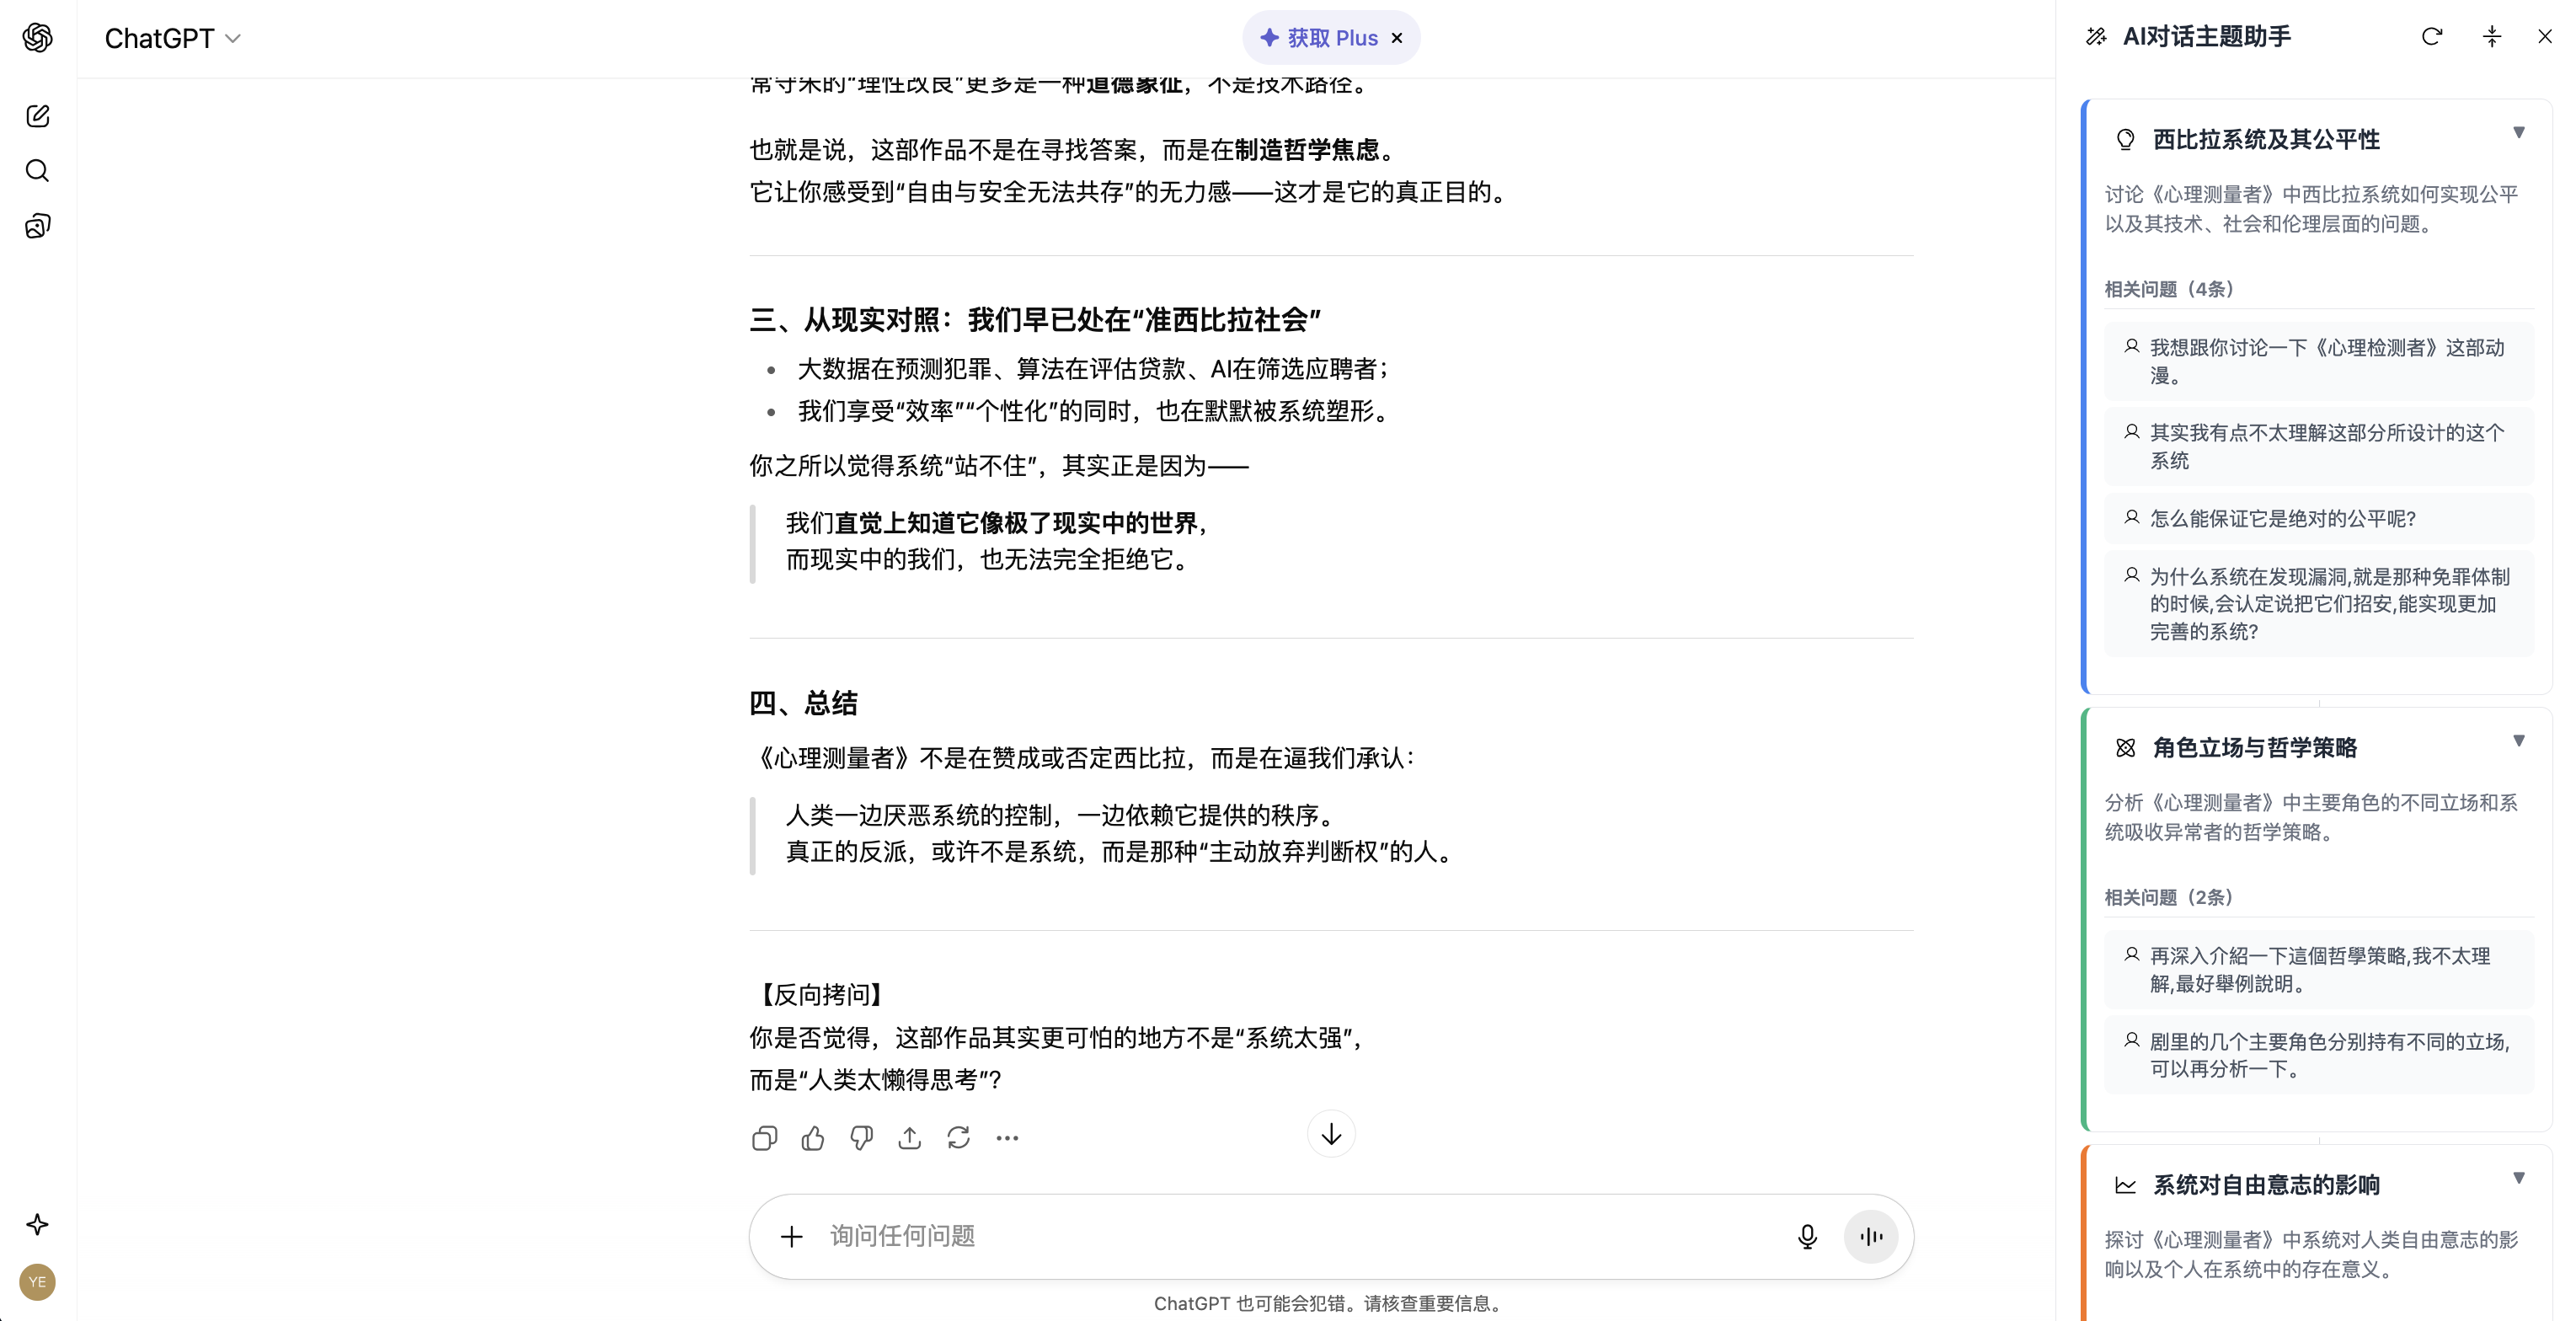 ChatGPT
获取 Plus
常守朱的“理性改良”更多是一种道德象征，不是技术路径。
也就是说，这部作品不是在寻找答案，而是在制造哲学焦虑。
它让你感受到“自由与安全无法共存”的无力感——这才是它的真正目的。
三、从现实对照：我们早已处在“准西比拉社会”
大数据在预测犯罪、算法在评估贷款、AI在筛选应聘者；
我们享受“效率”“个性化”的同时，也在默默被系统塑形。
你之所以觉得系统“站不住”，其实正是因为——
我们直觉上知道它像极了现实中的世界，
而现实中的我们，也无法完全拒绝它。
四、总结
《心理测量者》不是在赞成或否定西比拉，而是在逼我们承认：
人类一边厌恶系统的控制，一边依赖它提供的秩序。
真正的反派，或许不是系统，而是那种“主动放弃判断权”的人。
【反向拷问】
你是否觉得，这部作品其实更可怕的地方不是“系统太强”，
而是“人类太懒得思考”？
询问任何问题
ChatGPT 也可能会犯错。请核查重要信息。
YE
AI对话主题助手
西比拉系统及其公平性
讨论《心理测量者》中西比拉系统如何实现公平
以及其技术、社会和伦理层面的问题。
相关问题（4条）
我想跟你讨论一下《心理检测者》这部动
漫。
其实我有点不太理解这部分所设计的这个
系统
怎么能保证它是绝对的公平呢?
为什么系统在发现漏洞,就是那种免罪体制
的时候,会认定说把它们招安,能实现更加
完善的系统?
角色立场与哲学策略
分析《心理测量者》中主要角色的不同立场和系
统吸收异常者的哲学策略。
相关问题（2条）
再深入介紹一下這個哲學策略,我不太理
解,最好舉例說明。
剧里的几个主要角色分别持有不同的立场,
可以再分析一下。
系统对自由意志的影响
探讨《心理测量者》中系统对人类自由意志的影
响以及个人在系统中的存在意义。